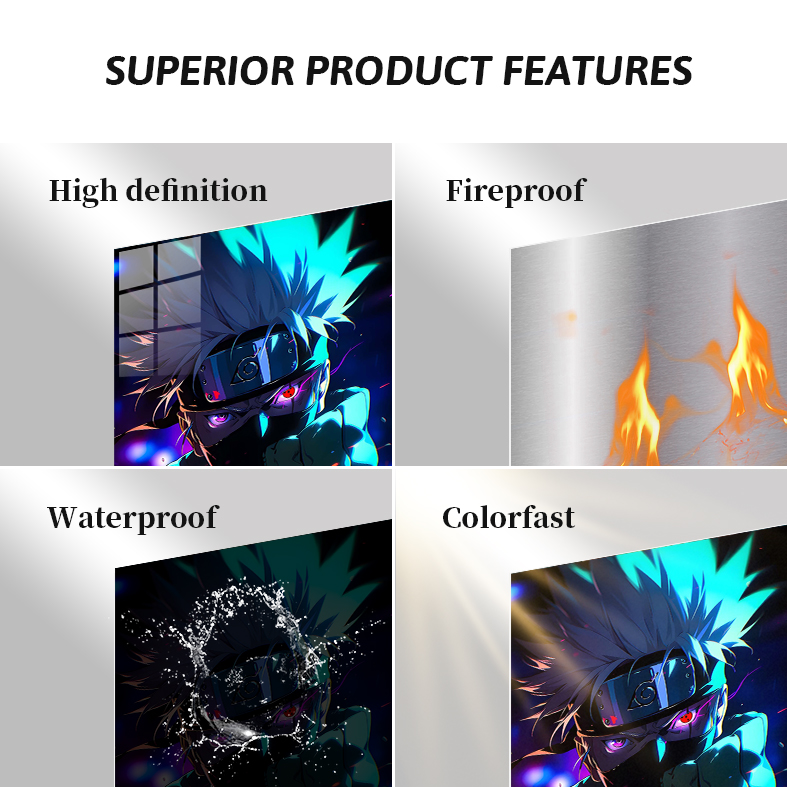 SUPERIOR PRODUCT FEATURES
High definition
Fireproof
Waterproof
Colorfast